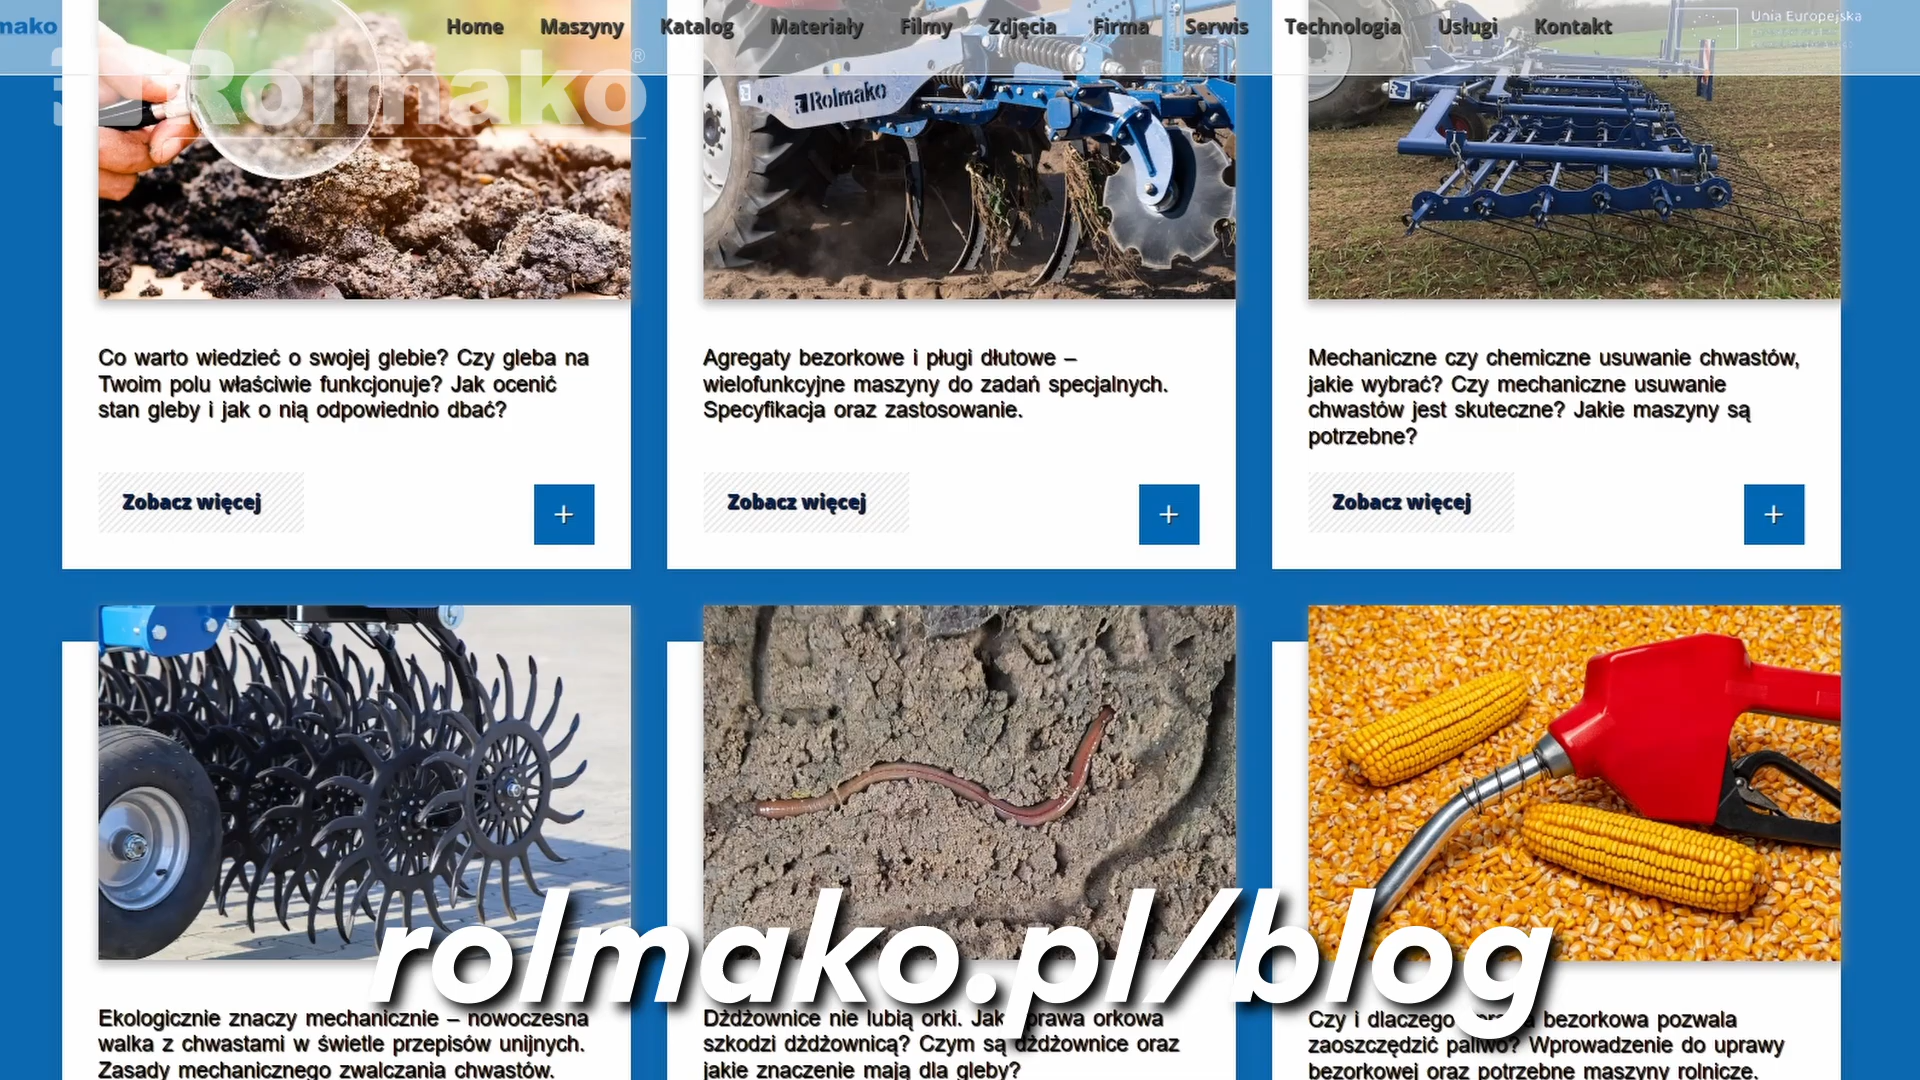 mako
Home Maszyny Katalog Materiały Filmy Zdjęcia Firma Serwis Technologia Usługi Kontakt
Unia Europejska
Rolmako®
Rolmako
Co warto wiedzieć o swojej glebie? Czy gleba na
Twoim polu właściwie funkcjonuje? Jak ocenić
stan gleby i jak o nią odpowiednio dbać?
Zobacz więcej
+
Agregaty bezorkowe i pługi dłutowe –
wielofunkcyjne maszyny do zadań specjalnych.
Specyfikacja oraz zastosowanie.
Zobacz więcej
+
Mechaniczne czy chemiczne usuwanie chwastów,
jakie wybrać? Czy mechaniczne usuwanie
chwastów jest skuteczne? Jakie maszyny są
potrzebne?
Zobacz więcej
+
rolmako.pl/blog
Ekologicznie znaczy mechanicznie – nowoczesna
walka z chwastami w świetle przepisów unijnych.
Zasady mechanicznego zwalczania chwastów.
Dżdżownice nie lubią orki. Jak uprawa orkowa
szkodzi dżdżownicą? Czym są dżdżownice oraz
jakie znaczenie mają dla gleby?
Czy i dlaczego uprawa bezorkowa pozwala
zaoszczędzić paliwo? Wprowadzenie do uprawy
bezorkowej oraz potrzebne maszyny rolnicze.